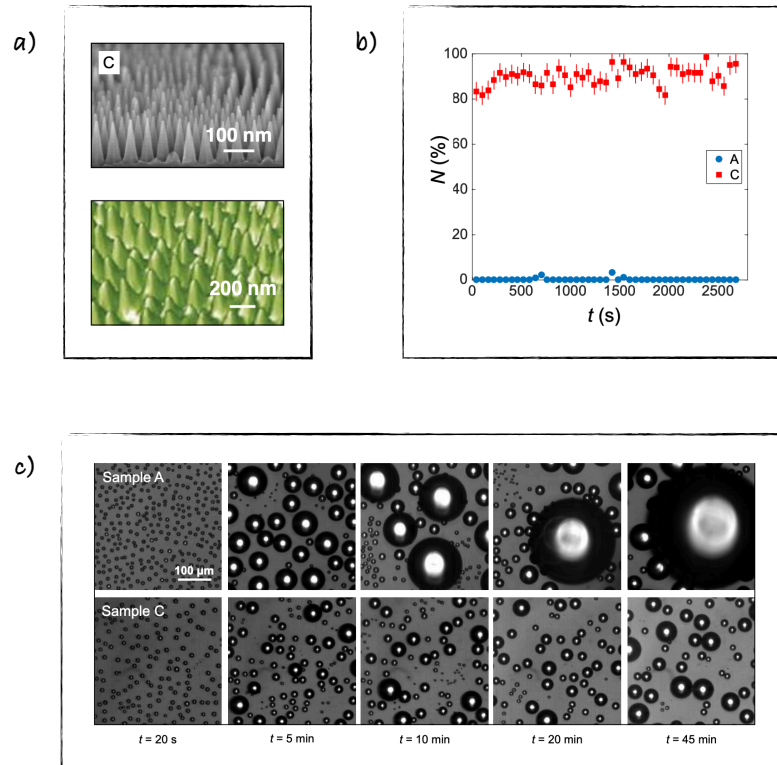 a)
C
100 nm
200 nm
b)
100
80
60
40
20
0
N (%)
A
C
0
500
1000
1500
2000
2500
t (s)
c)
Sample A
100 µm
Sample C
t = 20 s
t = 5 min
t = 10 min
t = 20 min
t = 45 min